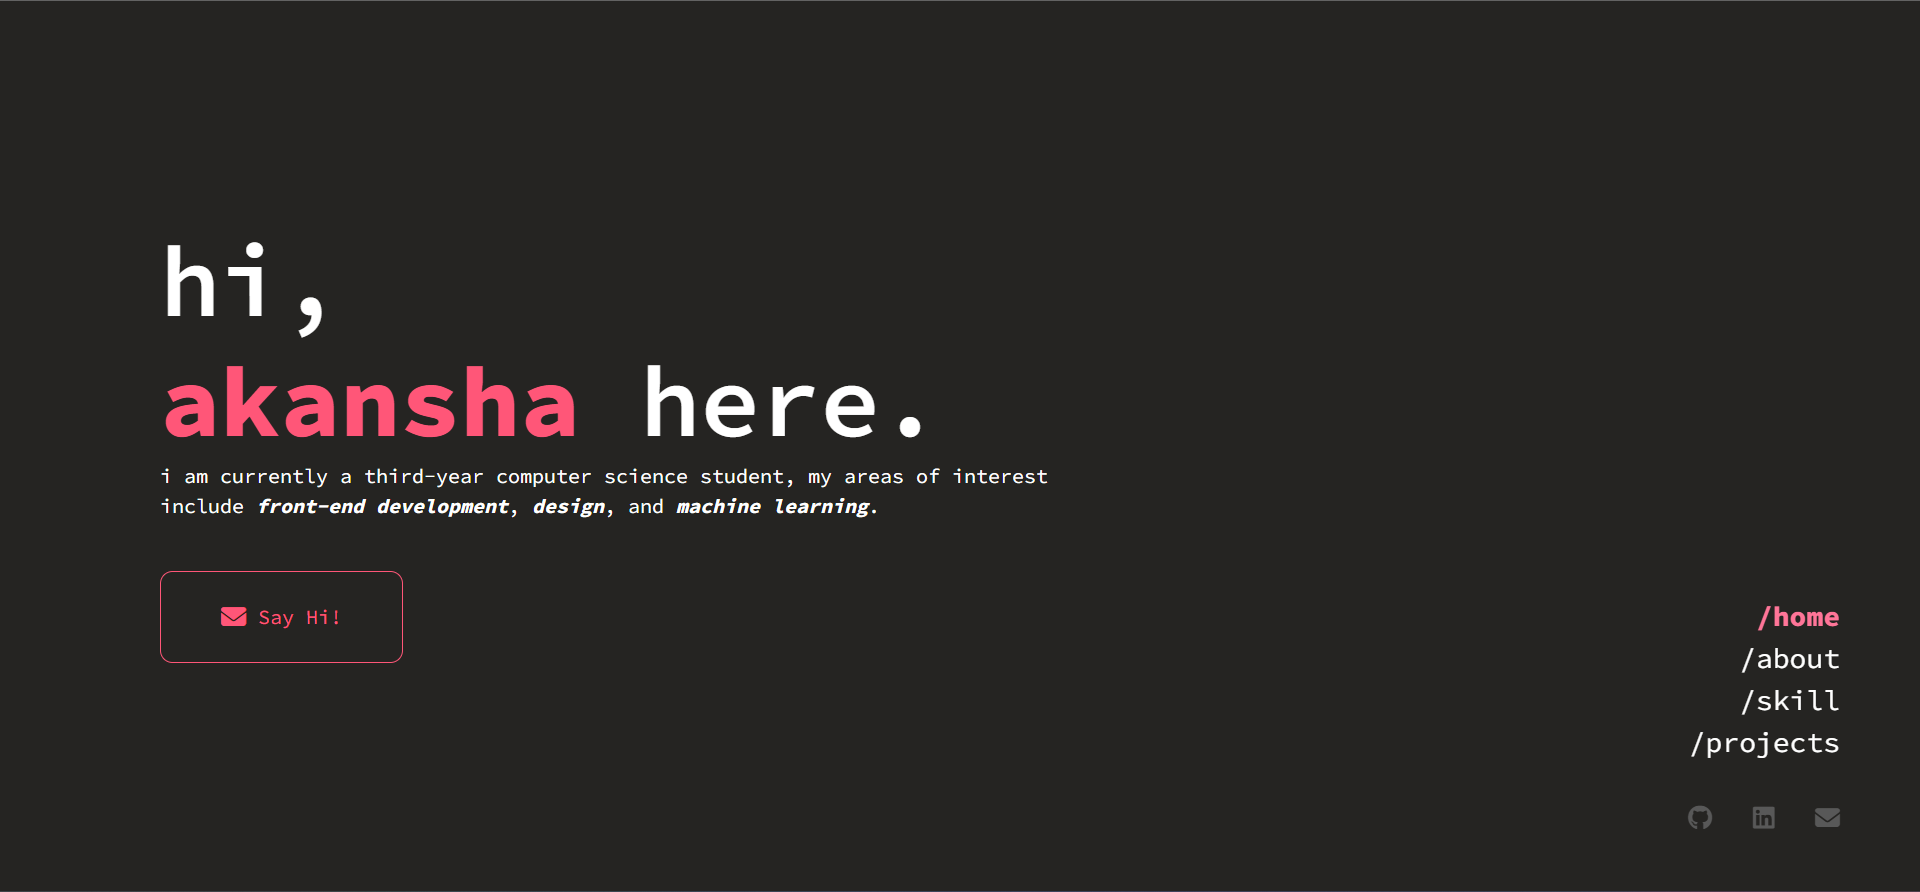 hi,
akansha here.
i am currently a third-year computer science student, my areas of interest
include front-end development, design, and machine learning.
Say Hi!
/home
/about
/skill
/projects
in